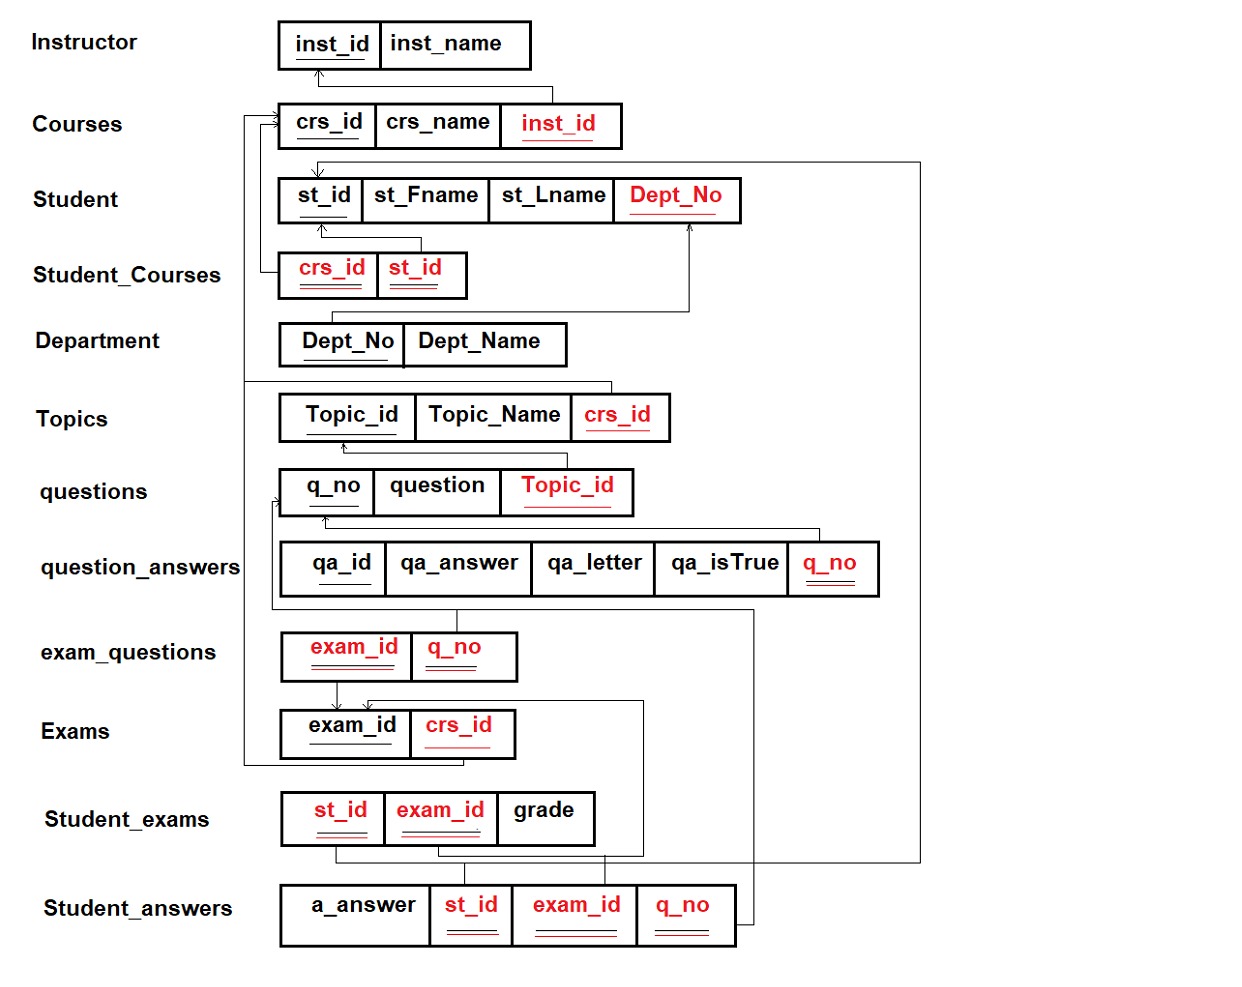 Instructor inst_id inst_name
Courses crs_id crs_name inst_id
Student st_id st_Fname st_Lname Dept_No
Student_Courses crs_id st_id
Department Dept_No Dept_Name
Topics Topic_id Topic_Name crs_id
questions q_no question Topic_id
question_answers qa_id qa_answer qa_letter qa_isTrue q_no
exam_questions exam_id q_no
Exams exam_id crs_id
Student_exams st_id exam_id grade
Student_answers a_answer st_id exam_id q_no